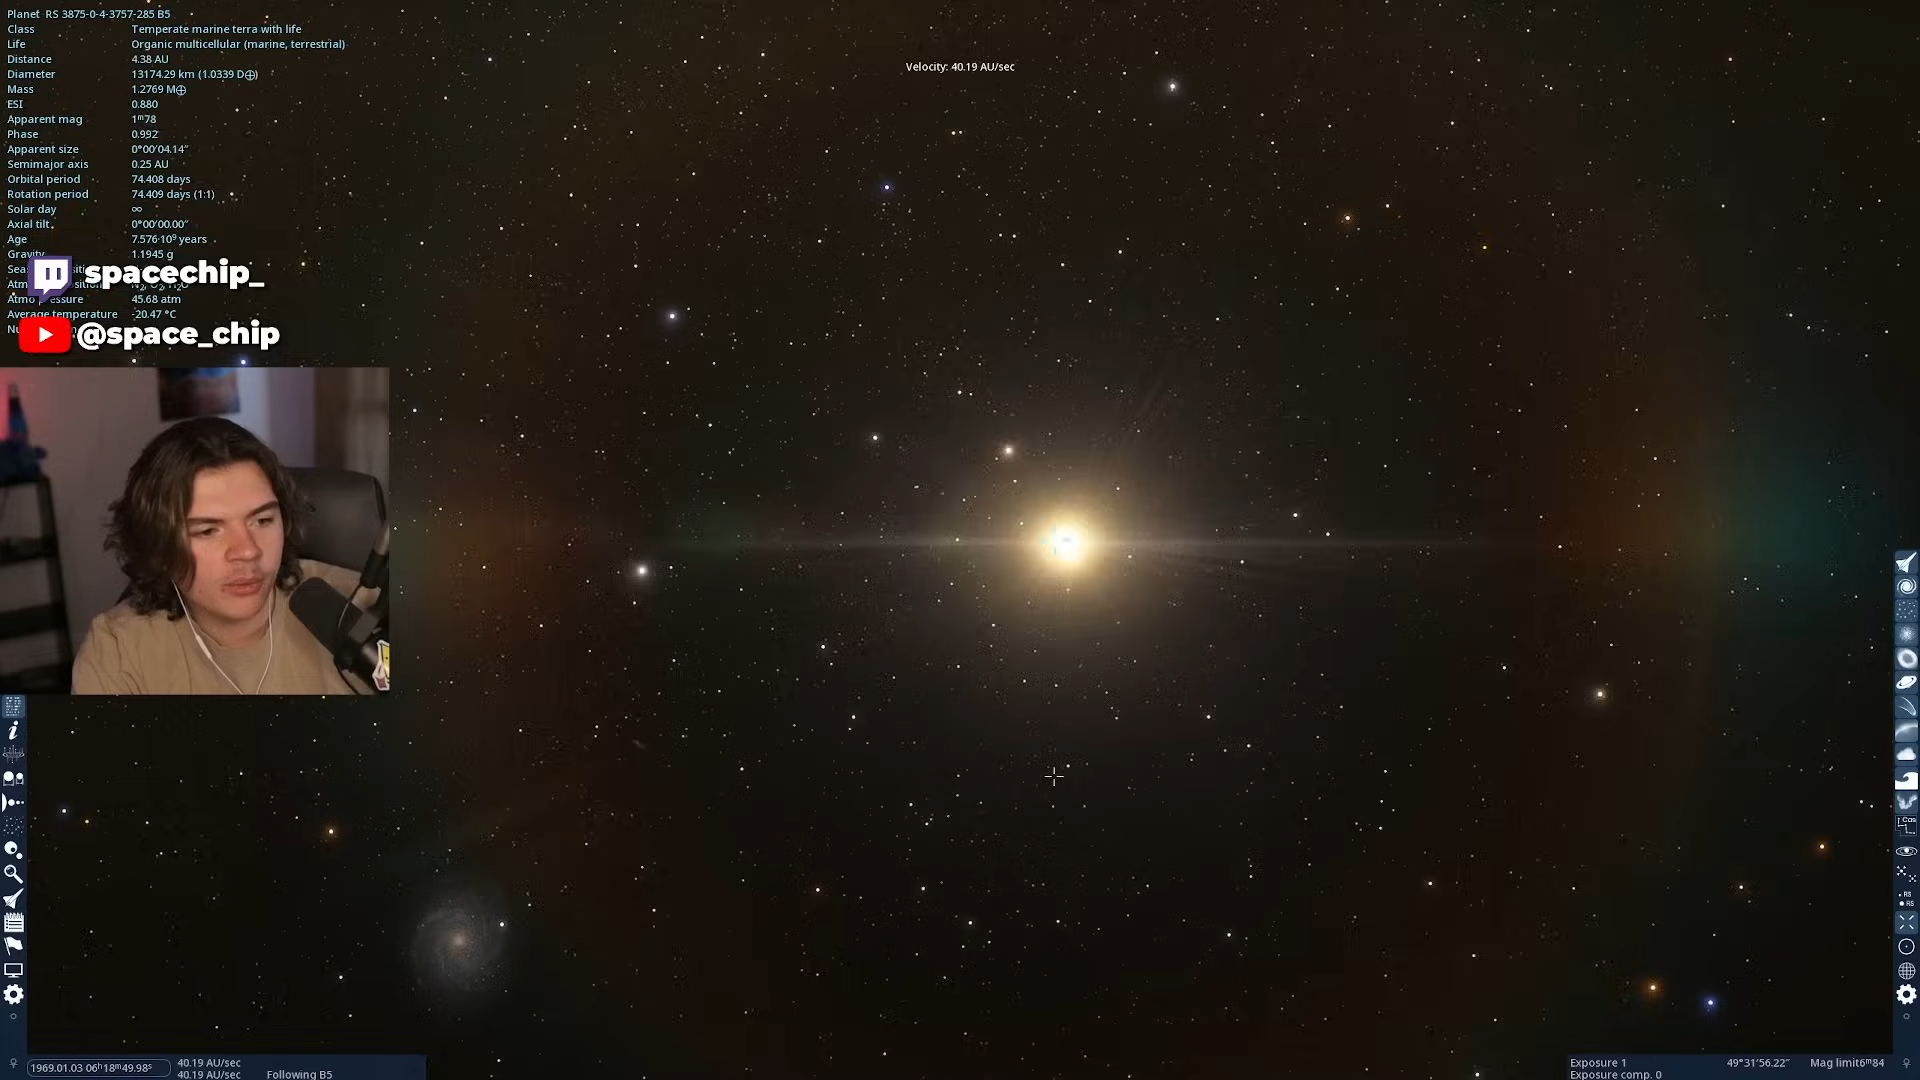 Planet RS 3875-0-4-3757-285 B5
Class Temperate marine terra with life
Life Organic multicellular (marine, terrestrial)
Distance 4.38 AU
Diameter 13174.29 km (1.0339 D⊕)
Mass 1.2769 M⊕
ESI 0.880
Apparent mag 1ᵐ78
Phase 0.992
Apparent size 0°00'04.14"
Semimajor axis 0.25 AU
Orbital period 74.408 days
Rotation period 74.409 days (1:1)
Solar day ∞
Axial tilt 0°00'00.00"
Age 7.576·10⁹ years
Gravity 1.1945 g
spacechip_
45.68 atm
Average temperature -20.47 °C
@space_chip
Velocity: 40.19 AU/sec
RS
RS
1969.01.03 06ʰ18ᵐ49.98ˢ
40.19 AU/sec
40.19 AU/sec Following B5
Exposure 1 49°31'56.22" Mag limit6ᵐ84
Exposure comp. 0